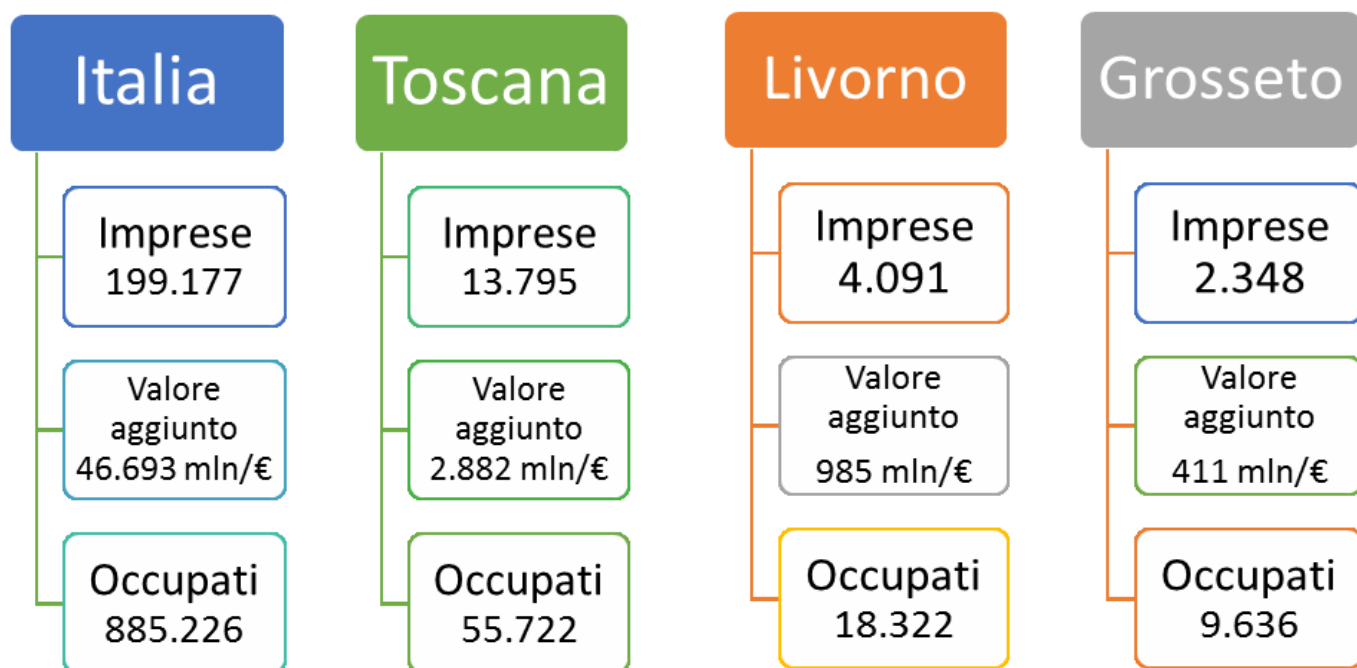 Italia
Imprese
199.177
Valore
aggiunto
46.693 mln/€
Occupati
885.226
Toscana
Imprese
13.795
Valore
aggiunto
2.882 mln/€
Occupati
55.722
Livorno
Imprese
4.091
Valore
aggiunto
985 mln/€
Occupati
18.322
Grosseto
Imprese
2.348
Valore
aggiunto
411 mln/€
Occupati
9.636